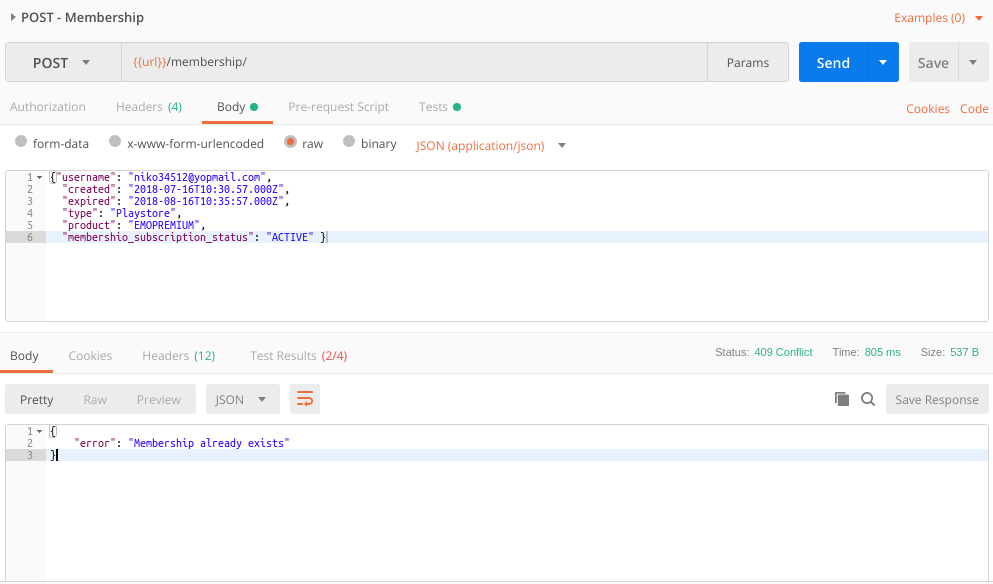 POST - Membership
Examples (0)
POST
{{url}}/membership/
Params
Send
Save
Authorization
Headers (4)
Body
Pre-request Script
Tests
Cookies
Code
form-data
x-www-form-urlencoded
raw
binary
JSON (application/json)
1 {"username": "niko34512@yopmail.com",
2 "created": "2018-07-16T10:30.57.000Z",
3 "expired": "2018-08-16T10:35:57.000Z",
4 "type": "Playstore",
5 "product": "EMOPREMIUM",
6 "membershio_subscription_status": "ACTIVE" }
Body
Cookies
Headers (12)
Test Results (2/4)
Status: 409 Conflict
Time: 805 ms
Size: 537 B
Pretty
Raw
Preview
JSON
Save Response
1 {
2 "error": "Membership already exists"
3 }